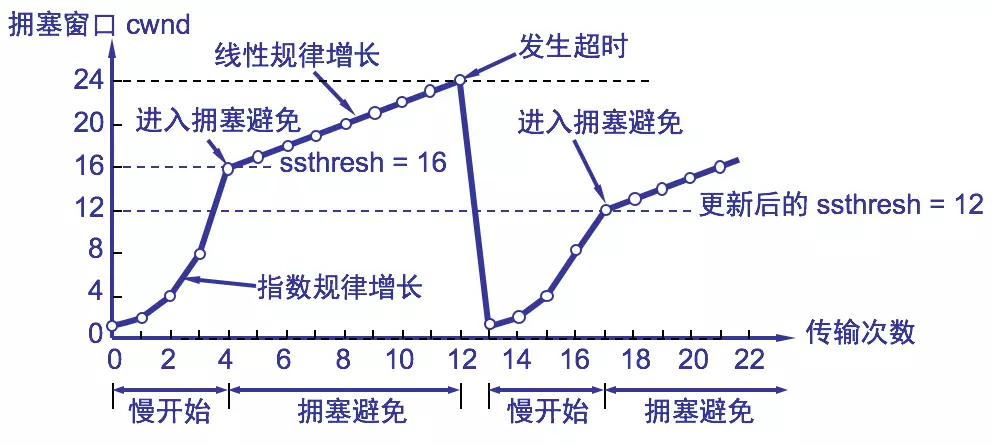 拥塞窗口 cwnd
发生超时
线性规律增长
24
20
进入拥塞避免
进入拥塞避免
16
ssthresh = 16
12
更新后的 ssthresh = 12
8
指数规律增长
4
0
传输次数
0 2 4 6 8 10 12 14 16 18 20 22
慢开始 拥塞避免 慢开始 拥塞避免